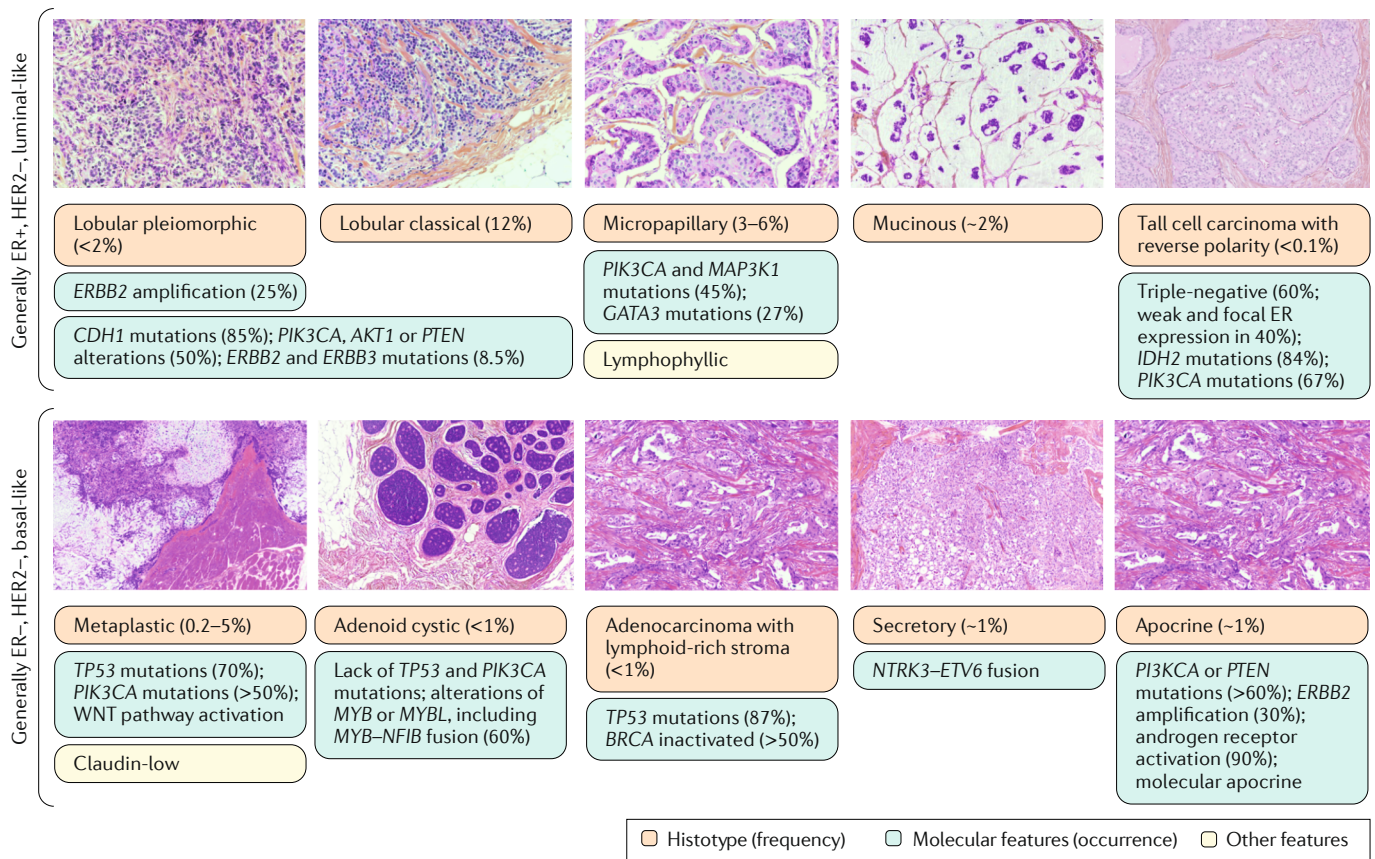 Generally ER+, HER2–, luminal-like
Lobular pleiomorphic
(<2%)
ERBB2 amplification (25%)
Lobular classical (12%)
CDH1 mutations (85%); PIK3CA, AKT1 or PTEN
alterations (50%); ERBB2 and ERBB3 mutations (8.5%)
Micropapillary (3–6%)
PIK3CA and MAP3K1
mutations (45%);
GATA3 mutations (27%)
Lymphophyllic
Mucinous (~2%)
Tall cell carcinoma with
reverse polarity (<0.1%)
Triple-negative (60%;
weak and focal ER
expression in 40%);
IDH2 mutations (84%);
PIK3CA mutations (67%)
Generally ER–, HER2–, basal-like
Metaplastic (0.2–5%)
TP53 mutations (70%);
PIK3CA mutations (>50%);
WNT pathway activation
Claudin-low
Adenoid cystic (<1%)
Lack of TP53 and PIK3CA
mutations; alterations of
MYB or MYBL, including
MYB–NFIB fusion (60%)
Adenocarcinoma with
lymphoid-rich stroma
(<1%)
TP53 mutations (87%);
BRCA inactivated (>50%)
Secretory (~1%)
NTRK3–ETV6 fusion
Apocrine (~1%)
PI3KCA or PTEN
mutations (>60%); ERBB2
amplification (30%);
androgen receptor
activation (90%);
molecular apocrine
Histotype (frequency)
Molecular features (occurrence)
Other features